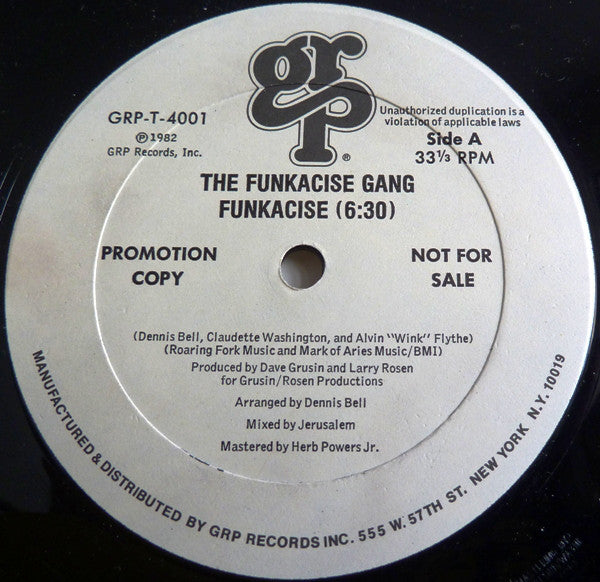 grp®
GRP-T-4001
℗1982
GRP Records, Inc.
Unauthorized duplication is a
violation of applicable laws
Side A
33⅓ RPM
THE FUNKACISE GANG
FUNKACISE (6:30)
PROMOTION
COPY
NOT FOR
SALE
(Dennis Bell, Claudette Washington, and Alvin "Wink" Flythe)
(Roaring Fork Music and Mark of Aries Music/BMI)
Produced by Dave Grusin and Larry Rosen
for Grusin/Rosen Productions
Arranged by Dennis Bell
Mixed by Jerusalem
Mastered by Herb Powers Jr.
MANUFACTURED & DISTRIBUTED BY GRP RECORDS INC. 555 W. 57TH ST. NEW YORK N.Y. 10019